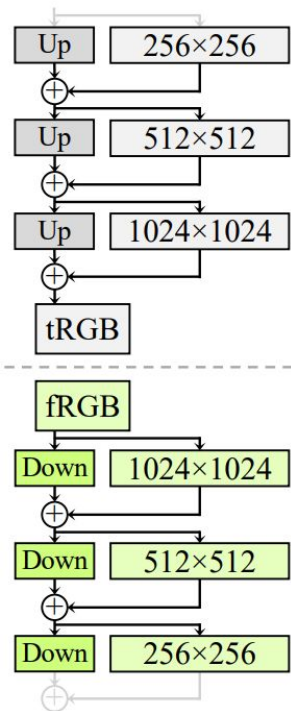 Up 256×256
+
Up 512×512
+
Up 1024×1024
+
tRGB
fRGB
Down 1024×1024
+
Down 512×512
+
Down 256×256
+